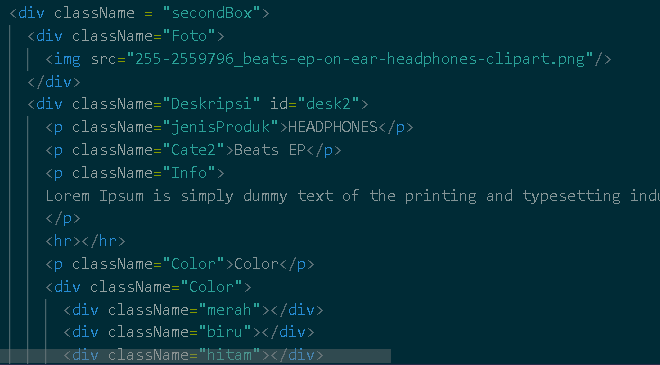 <div className = "secondBox">
<div className="Foto">
<img src="255-2559796_beats-ep-on-ear-headphones-clipart.png"/>
</div>
<div className="Deskripsi" id="desk2">
<p className="jenisProduk">HEADPHONES</p>
<p className="Cate2">Beats EP</p>
<p className="Info">
Lorem Ipsum is simply dummy text of the printing and typesetting indu
</p>
<hr></hr>
<p className="Color">Color</p>
<div className="Color">
<div className="merah"></div>
<div className="biru"></div>
<div className="hitam"></div>